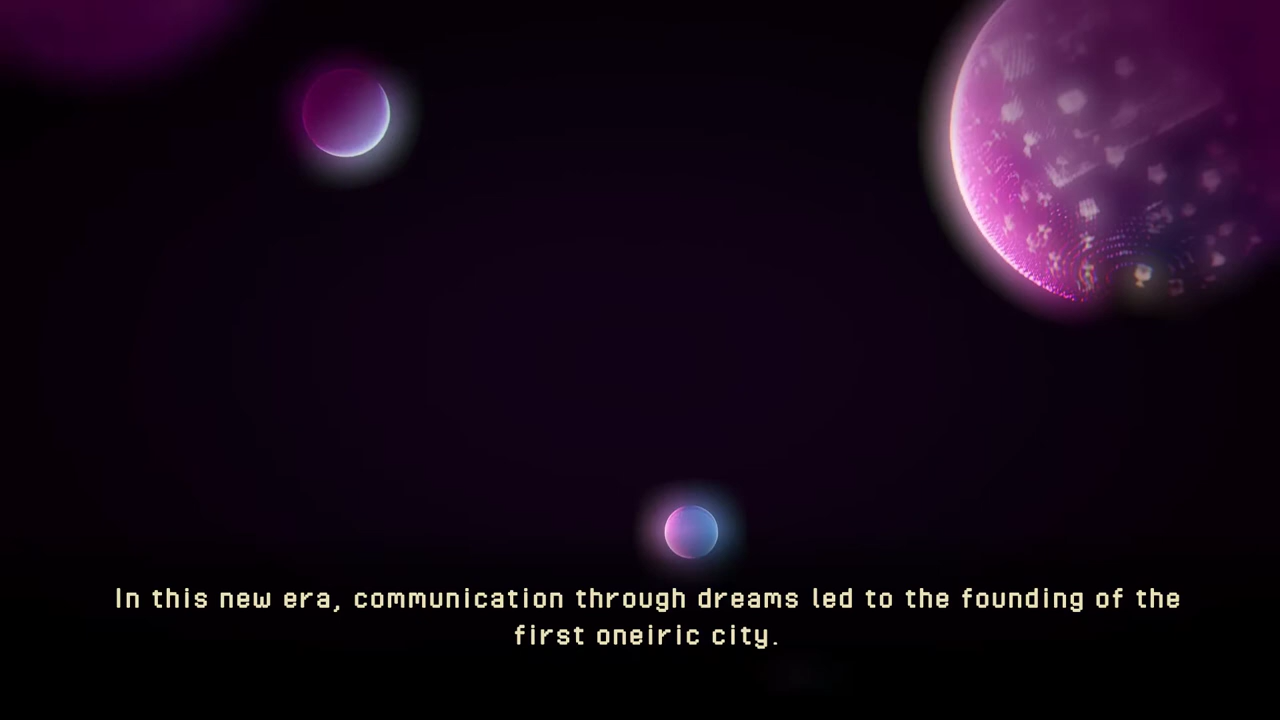 In this new era, communication through dreams led to the founding of the
first oneiric city.